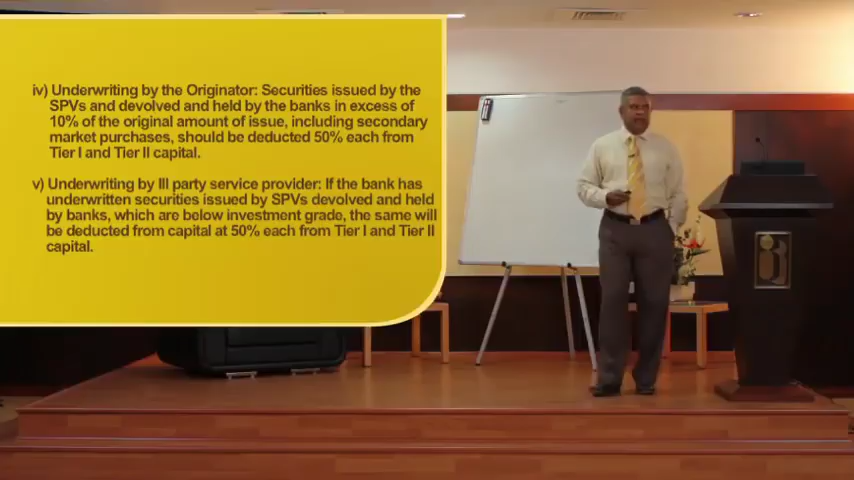 iv) Underwriting by the Originator: Securities issued by the
SPVs and devolved and held by the banks in excess of
10% of the original amount of issue, including secondary
market purchases, should be deducted 50% each from
Tier I and Tier II capital.
v) Underwriting by III party service provider: If the bank has
underwritten securities issued by SPVs devolved and held
by banks, which are below investment grade, the same will
be deducted from capital at 50% each from Tier I and Tier II
capital.